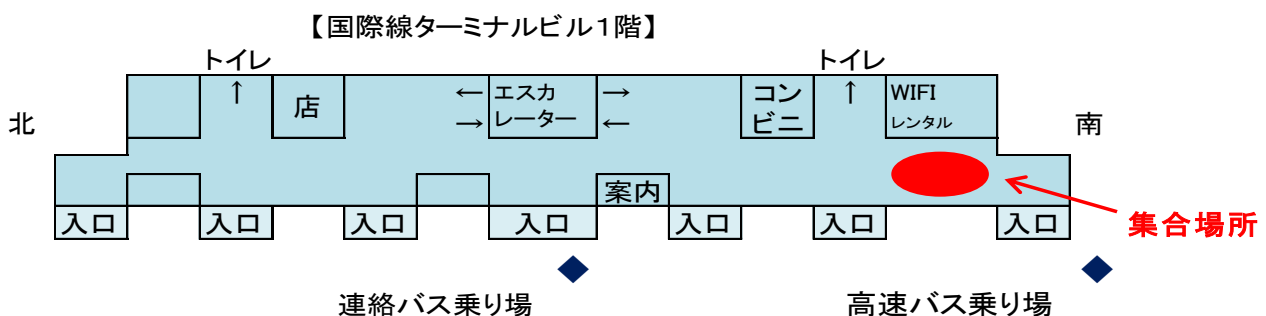 【国際線ターミナルビル１階】
トイレ
トイレ
↑
店
←
エスカ
レーター
→
→
←
コン
ビニ
↑
WIFI
レンタル
北
南
案内
入口
入口
入口
入口
入口
入口
入口
集合場所
連絡バス乗り場
高速バス乗り場